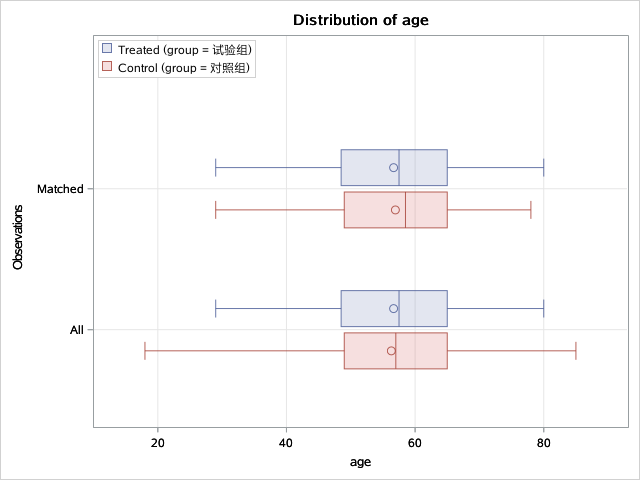 Distribution of age
Treated (group = 试验组)
Control (group = 对照组)
Matched
All
Observations
20 40 60 80
age